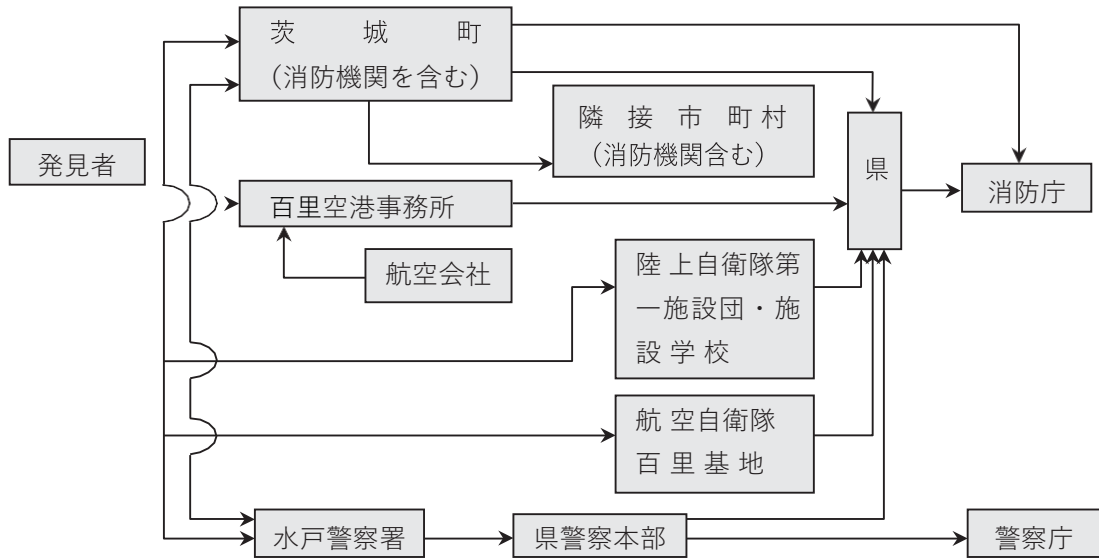 茨城町
（消防機関を含む）
隣接市町村
（消防機関含む）
発見者
県
消防庁
百里空港事務所
航空会社
陸上自衛隊第
一施設団・施
設学校
航空自衛隊
百里基地
水戸警察署
県警察本部
警察庁